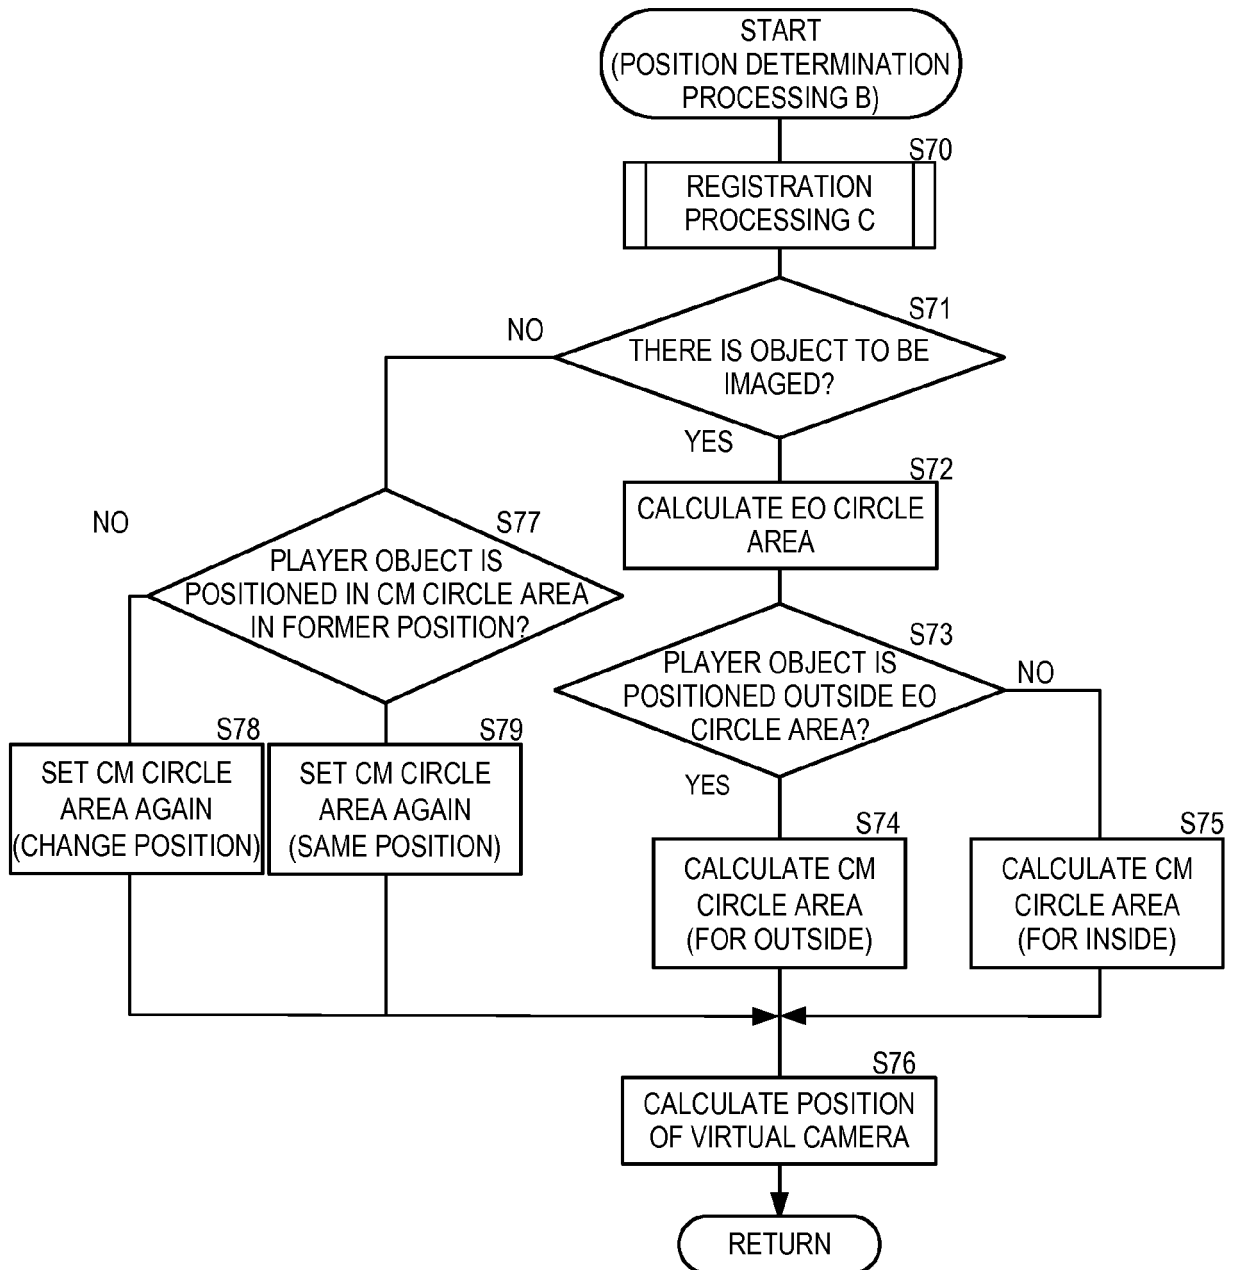 START
(POSITION DETERMINATION
PROCESSING B)
S70
REGISTRATION
PROCESSING C
S71
NO
THERE IS OBJECT TO BE
IMAGED?
YES
S72
CALCULATE EO CIRCLE
AREA
NO
S77
PLAYER OBJECT IS
POSITIONED IN CM CIRCLE AREA
IN FORMER POSITION?
S73
PLAYER OBJECT IS
POSITIONED OUTSIDE EO
CIRCLE AREA?
NO
YES
S78
SET CM CIRCLE
AREA AGAIN
(CHANGE POSITION)
S79
SET CM CIRCLE
AREA AGAIN
(SAME POSITION)
S74
CALCULATE CM
CIRCLE AREA
(FOR OUTSIDE)
S75
CALCULATE CM
CIRCLE AREA
(FOR INSIDE)
S76
CALCULATE POSITION
OF VIRTUAL CAMERA
RETURN